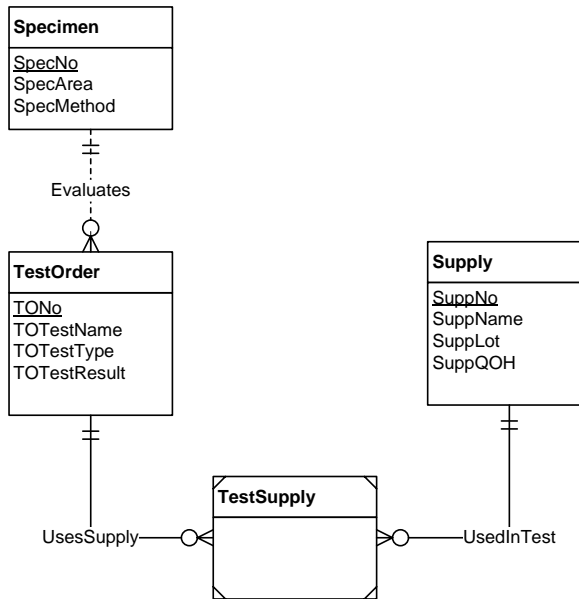 Specimen
SpecNo
SpecArea
SpecMethod
Evaluates
TestOrder
TONo
TOTestName
TOTestType
TOTestResult
Supply
SuppNo
SuppName
SuppLot
SuppQOH
TestSupply
UsesSupply
UsedInTest